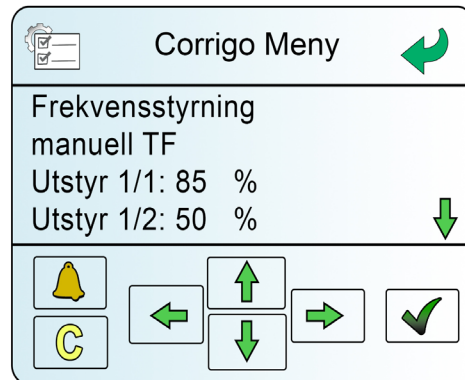 Corrigo Meny
Frekvensstyrning
manuell TF
Utstyr 1/1: 85 %
Utstyr 1/2: 50 %
C